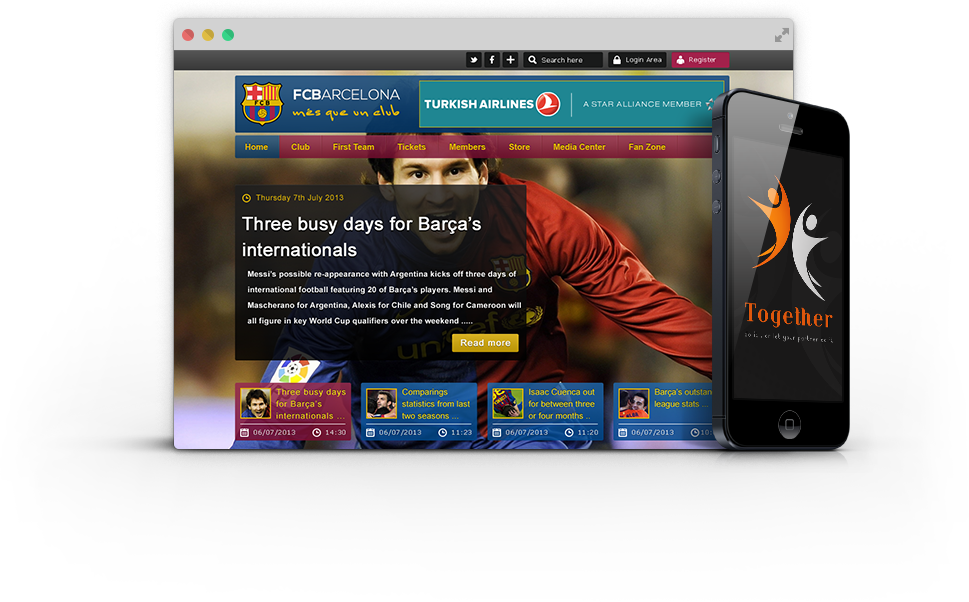 Search here
Login Area
Register
FCB
FCBARCELONA
més que un club
TURKISH AIRLINES
A STAR ALLIANCE MEMBER
Home
Club
First Team
Tickets
Members
Store
Media Center
Fan Zone
Thursday 7th July 2013
Three busy days for Barça's
internationals
Messi's possible re-appearance with Argentina kicks off three days of
international football featuring 20 of Barça's players. Messi and
Mascherano for Argentina, Alexis for Chile and Song for Cameroon will
all figure in key World Cup qualifiers over the weekend .....
unicef
Read more
Three busy days
for Barça's
internationals ...
06/07/2013 14:30
Comparings
statistics from last
two seasons ...
06/07/2013 11:23
Isaac Cuenca out
for between three
or four months ..
06/07/2013 11:20
Barça's outstan
league stats ..
06/07/2013 10:
Together